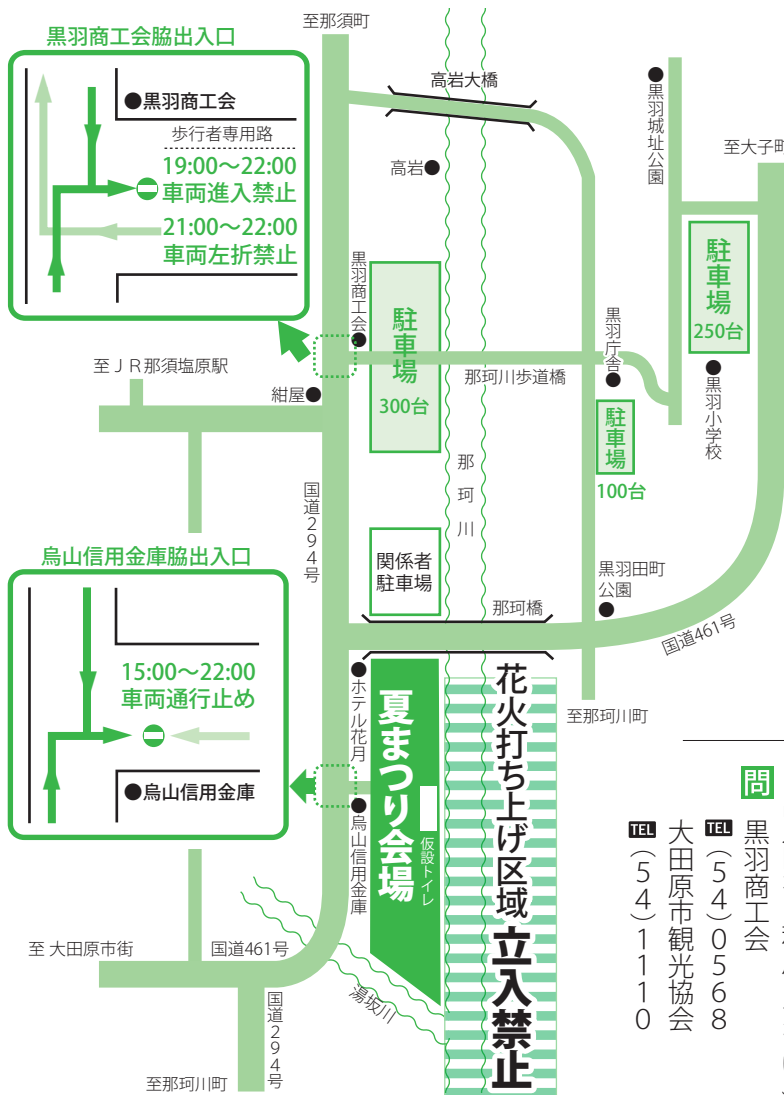 黒羽商工会脇出入口
●黒羽商工会
歩行者専用路
19:00〜22:00
車両進入禁止
21:00〜22:00
車両左折禁止
至那須町
高岩大橋
高岩●
●黒羽城址公園
至大子町
駐車場
250台
●黒羽小学校
黒羽商工会●
駐車場
300台
那珂川歩道橋
黒羽庁舎●
駐車場
100台
至JR那須塩原駅
紺屋●
国道294号
那珂川
関係者
駐車場
那珂橋
黒羽田町
公園
●
国道461号
至那珂川町
烏山信用金庫脇出入口
15:00〜22:00
車両通行止め
●烏山信用金庫
●ホテル花月
●烏山信用金庫
夏まつり会場
仮設トイレ
花火打ち上げ区域 立入禁止
至 大田原市街
国道461号
国道294号
湯坂川
至那珂川町
問
黒羽商工会
TEL(54)0568
大田原市観光協会
TEL(54)1110